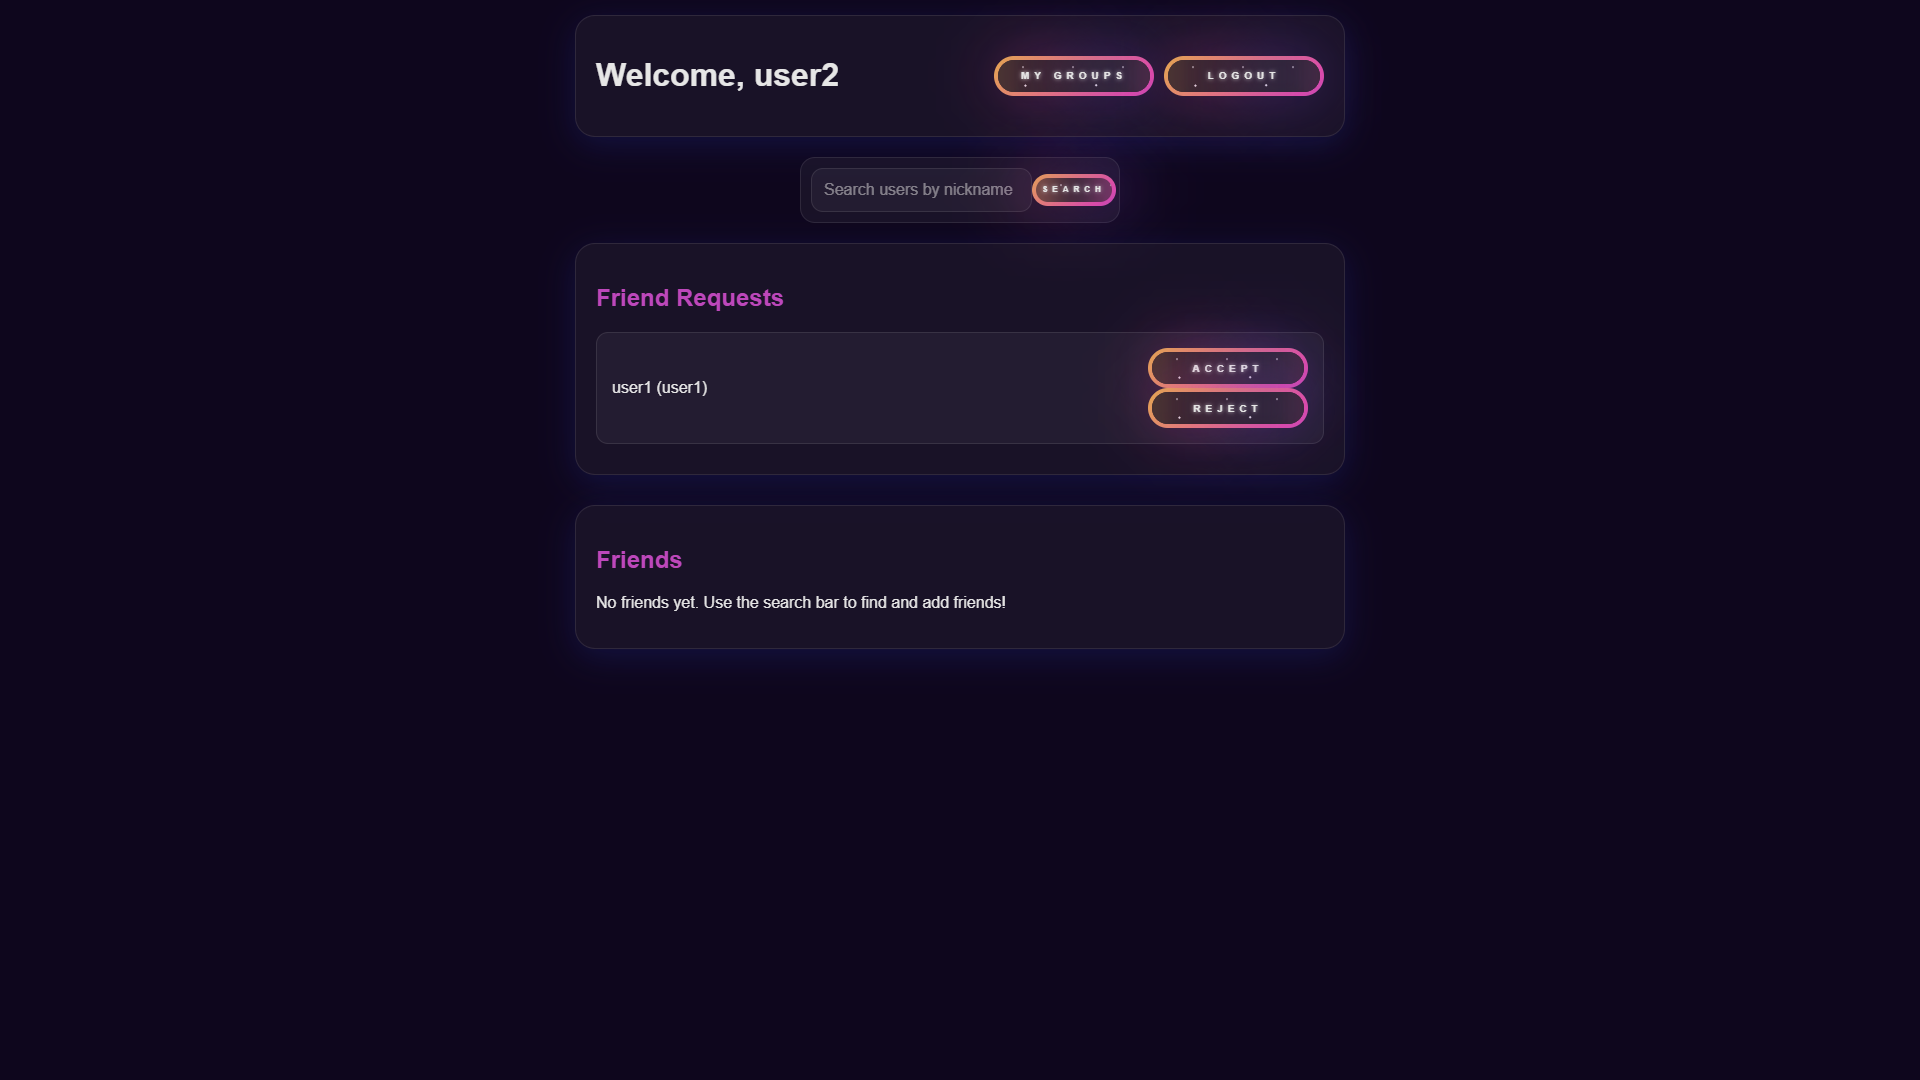 Welcome, user2
MY GROUPS
LOGOUT
Search users by nickname
SEARCH
Friend Requests
user1 (user1)
ACCEPT
REJECT
Friends
No friends yet. Use the search bar to find and add friends!